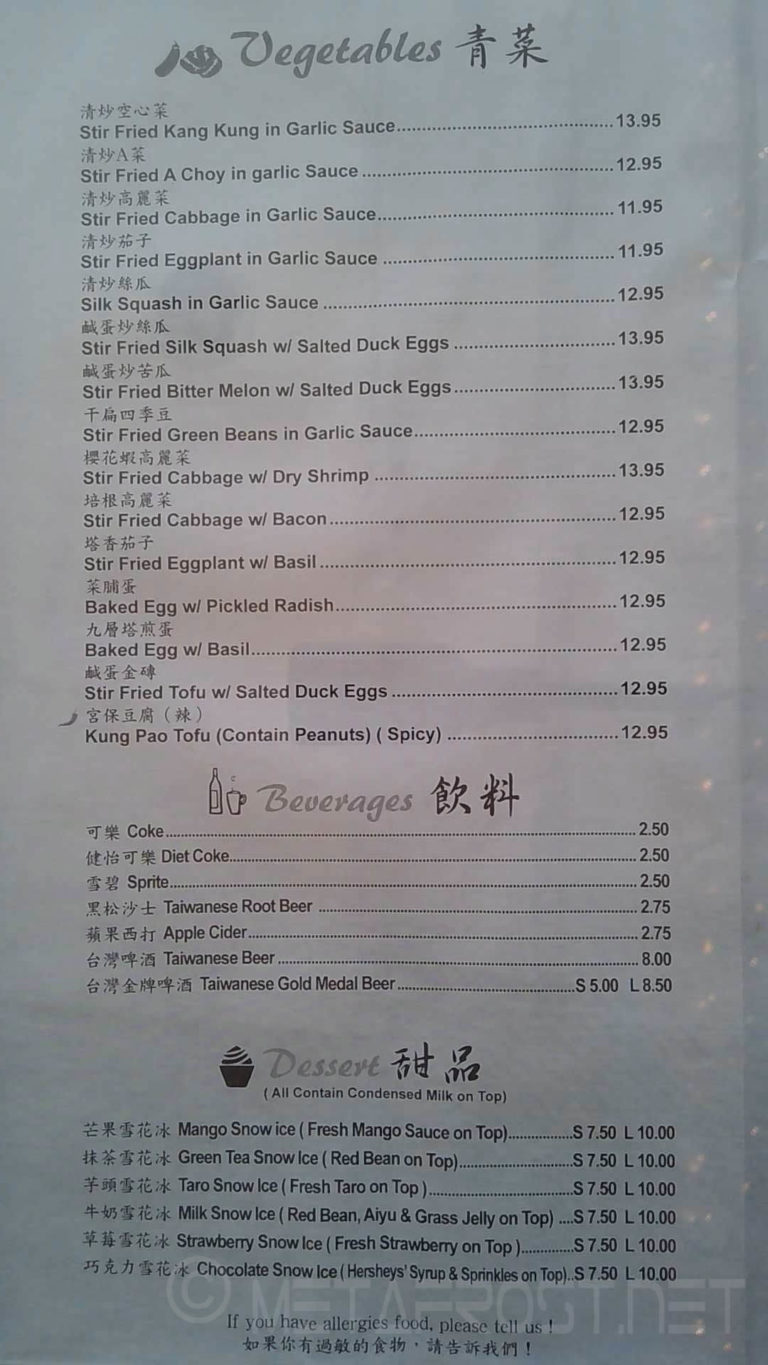 Vegetables 青菜
清炒空心菜
Stir Fried Kang Kung in Garlic Sauce.....................................13.95
清炒A菜
Stir Fried A Choy in garlic Sauce ...........................................12.95
清炒高麗菜
Stir Fried Cabbage in Garlic Sauce........................................11.95
清炒茄子
Stir Fried Eggplant in Garlic Sauce .......................................11.95
清炒絲瓜
Silk Squash in Garlic Sauce .................................................12.95
鹹蛋炒絲瓜
Stir Fried Silk Squash w/ Salted Duck Eggs ...........................13.95
鹹蛋炒苦瓜
Stir Fried Bitter Melon w/ Salted Duck Eggs...........................13.95
干扁四季豆
Stir Fried Green Beans in Garlic Sauce..................................12.95
櫻花蝦高麗菜
Stir Fried Cabbage w/ Dry Shrimp .........................................13.95
培根高麗菜
Stir Fried Cabbage w/ Bacon................................................12.95
塔香茄子
Stir Fried Eggplant w/ Basil..................................................12.95
菜脯蛋
Baked Egg w/ Pickled Radish................................................12.95
九層塔煎蛋
Baked Egg w/ Basil..............................................................12.95
鹹蛋金磚
Stir Fried Tofu w/ Salted Duck Eggs ......................................12.95
宮保豆腐（辣）
Kung Pao Tofu (Contain Peanuts) ( Spicy) .............................12.95
Beverages 飲料
可樂 Coke.......................................................................... 2.50
健怡可樂 Diet Coke............................................................. 2.50
雪碧 Sprite......................................................................... 2.50
黑松沙士 Taiwanese Root Beer ............................................. 2.75
蘋果西打 Apple Cider........................................................... 2.75
台灣啤酒 Taiwanese Beer ..................................................... 8.00
台灣金牌啤酒 Taiwanese Gold Medal Beer...........................S 5.00 L 8.50
Dessert 甜品
( All Contain Condensed Milk on Top)
芒果雪花冰 Mango Snow ice ( Fresh Mango Sauce on Top)................S 7.50 L 10.00
抹茶雪花冰 Green Tea Snow Ice ( Red Bean on Top)........................S 7.50 L 10.00
芋頭雪花冰 Taro Snow Ice ( Fresh Taro on Top )..............................S 7.50 L 10.00
牛奶雪花冰 Milk Snow Ice ( Red Bean, Aiyu & Grass Jelly on Top) ....S 7.50 L 10.00
草莓雪花冰 Strawberry Snow Ice ( Fresh Strawberry on Top )............S 7.50 L 10.00
巧克力雪花冰 Chocolate Snow Ice ( Hersheys' Syrup & Sprinkles on Top)..S 7.50 L 10.00
© METAFROST.NET
If you have allergies food, please tell us !
如果你有過敏的食物，請告訴我們！